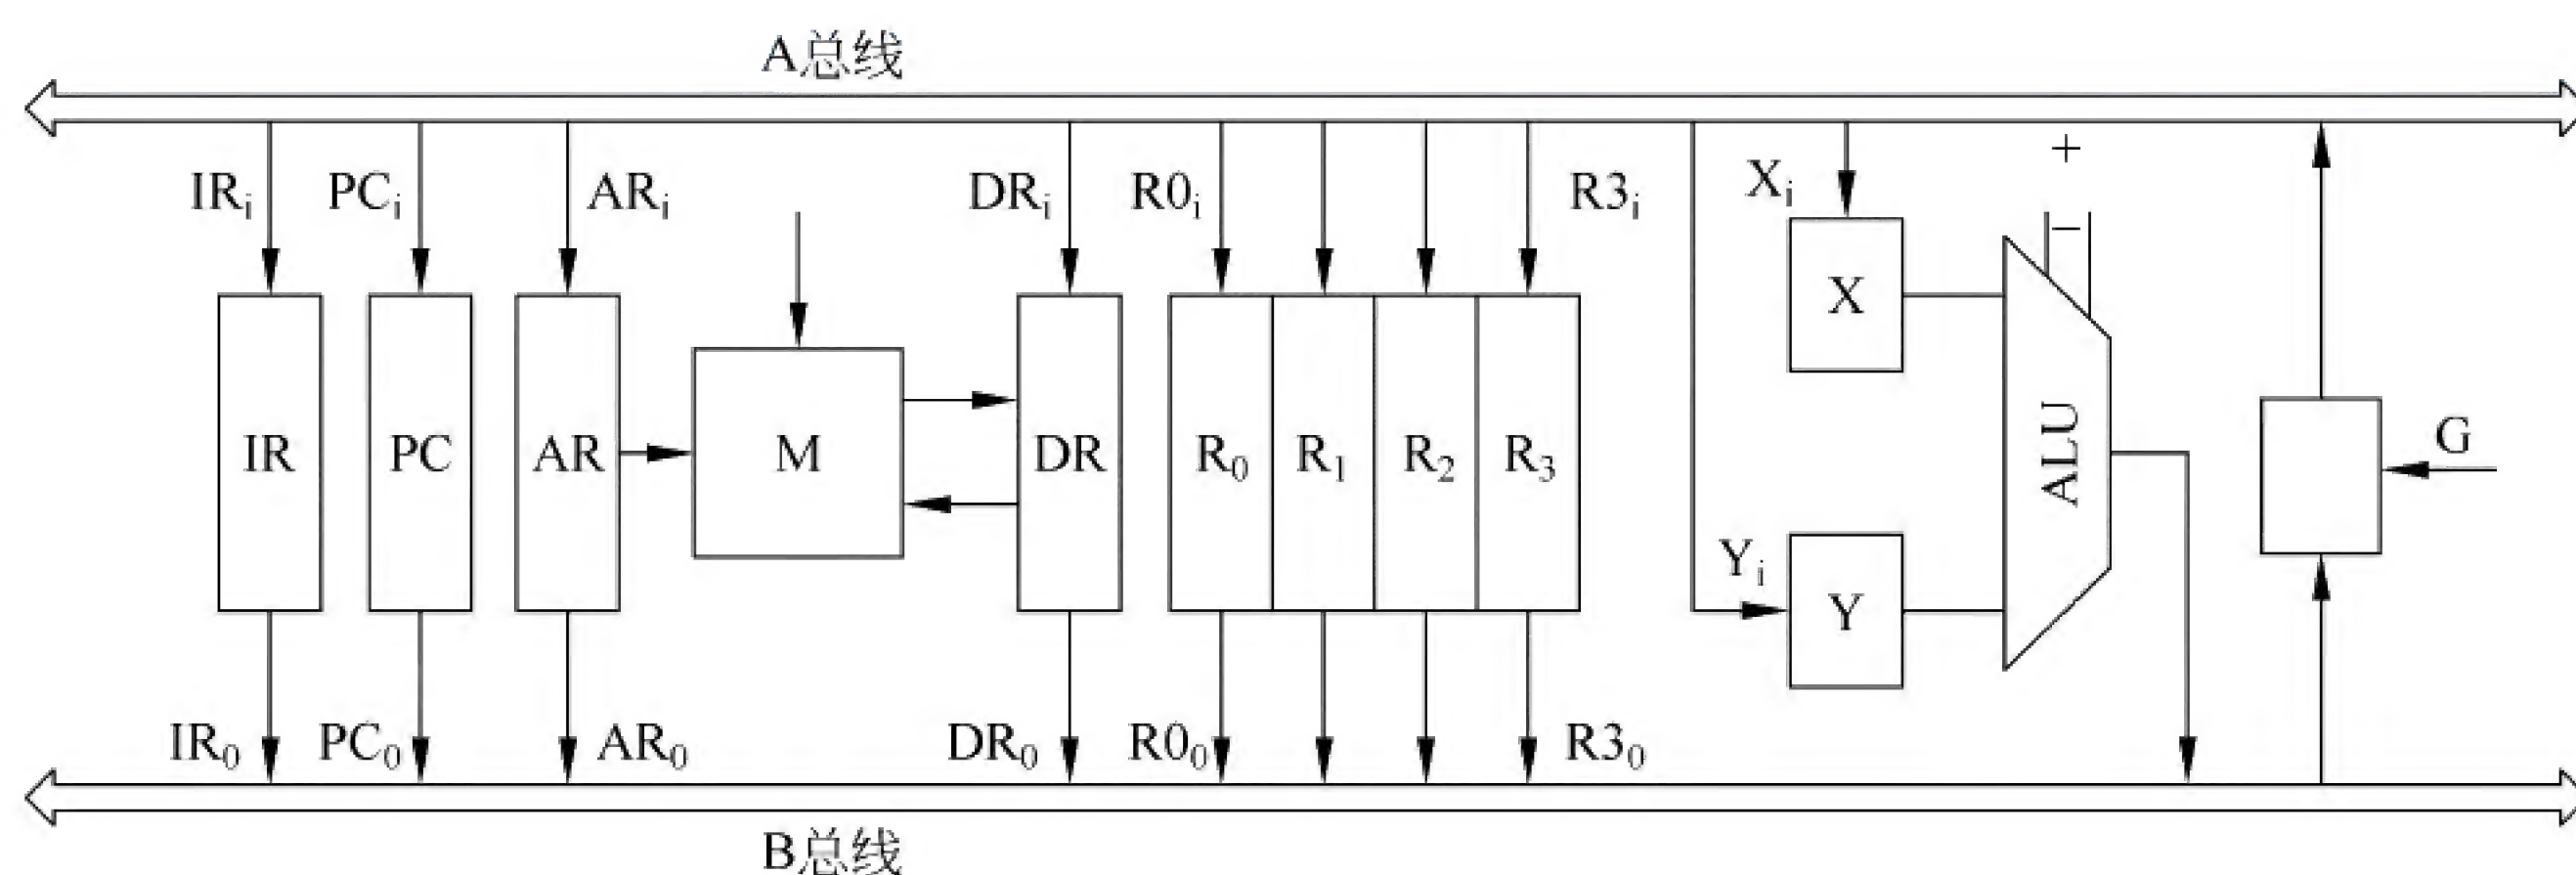 A总线
IRᵢ PCᵢ ARᵢ DRᵢ R0ᵢ R3ᵢ Xᵢ + −
X
IR PC AR M DR R₀ R₁ R₂ R₃ ALU G
Yᵢ
Y
IR₀ PC₀ AR₀ DR₀ R0₀ R3₀
B总线